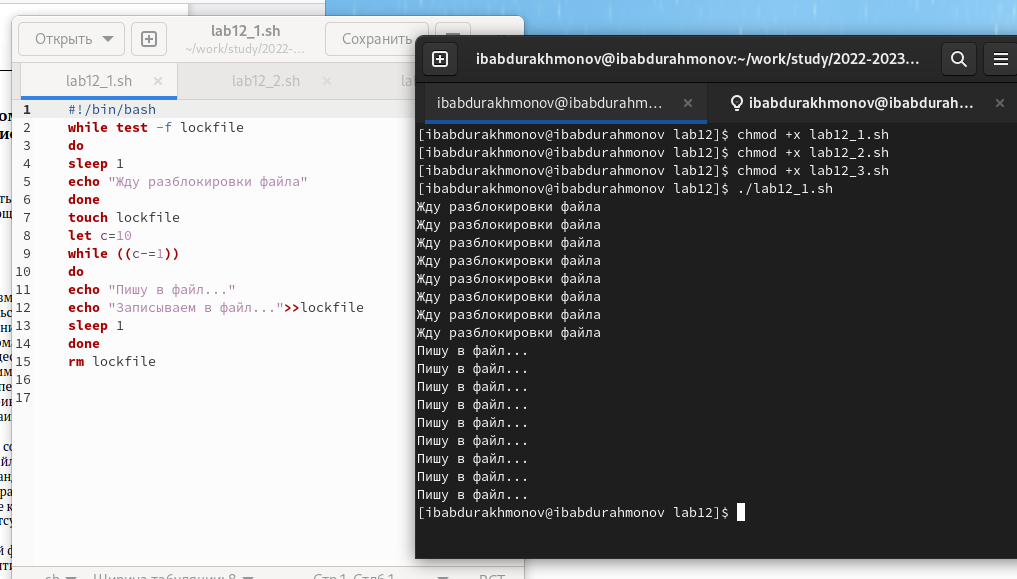 Открыть
lab12_1.sh
~/work/study/2022-...
Сохранить
lab12_1.sh ×
lab12_2.sh ×
1 #!/bin/bash
2 while test -f lockfile
3 do
4 sleep 1
5 echo "Жду разблокировки файла"
6 done
7 touch lockfile
8 let c=10
9 while ((c-=1))
10 do
11 echo "Пишу в файл..."
12 echo "Записываем в файл...">>lockfile
13 sleep 1
14 done
15 rm lockfile
16
17
ibabdurakhmonov@ibabdurahmonov:~/work/study/2022-2023...
ibabdurakhmonov@ibabdurahm... ×
ibabdurakhmonov@ibabdurah... ×
[ibabdurakhmonov@ibabdurahmonov lab12]$ chmod +x lab12_1.sh
[ibabdurakhmonov@ibabdurahmonov lab12]$ chmod +x lab12_2.sh
[ibabdurakhmonov@ibabdurahmonov lab12]$ chmod +x lab12_3.sh
[ibabdurakhmonov@ibabdurahmonov lab12]$ ./lab12_1.sh
Жду разблокировки файла
Жду разблокировки файла
Жду разблокировки файла
Жду разблокировки файла
Жду разблокировки файла
Жду разблокировки файла
Жду разблокировки файла
Жду разблокировки файла
Пишу в файл...
Пишу в файл...
Пишу в файл...
Пишу в файл...
Пишу в файл...
Пишу в файл...
Пишу в файл...
Пишу в файл...
Пишу в файл...
[ibabdurakhmonov@ibabdurahmonov lab12]$